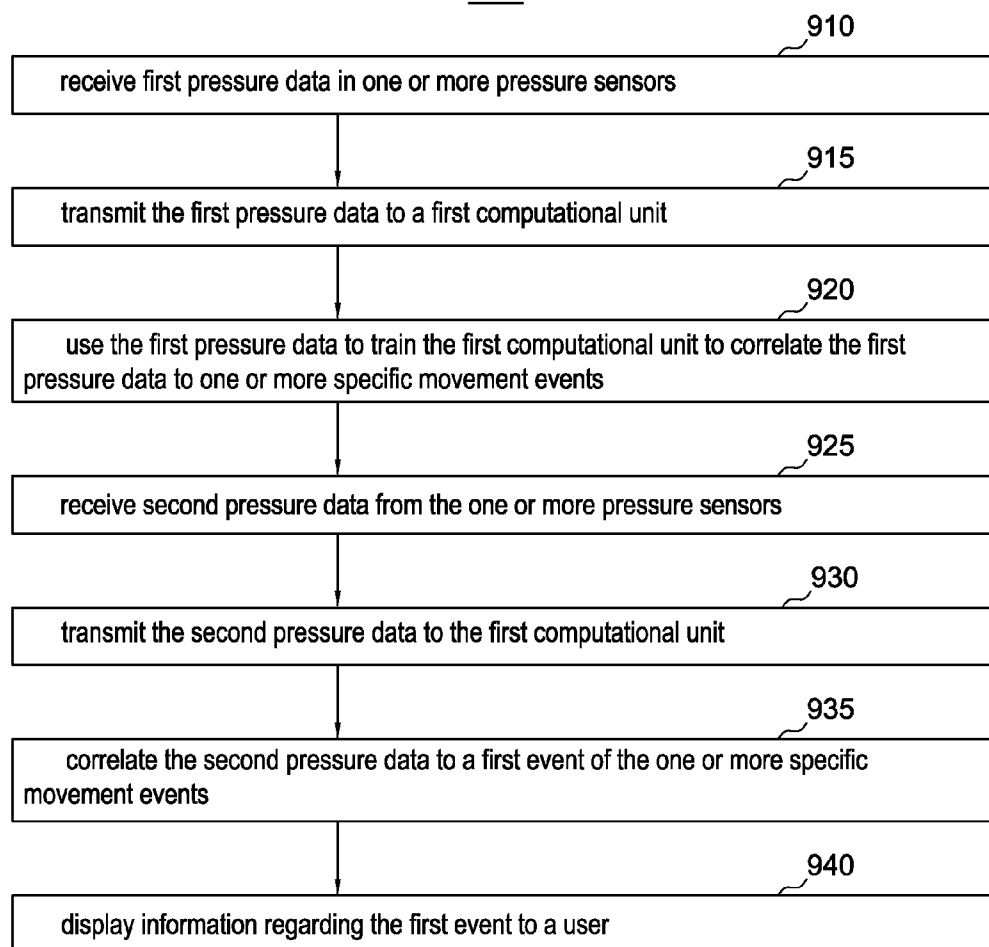 910
receive first pressure data in one or more pressure sensors
915
transmit the first pressure data to a first computational unit
920
use the first pressure data to train the first computational unit to correlate the first
pressure data to one or more specific movement events
925
receive second pressure data from the one or more pressure sensors
930
transmit the second pressure data to the first computational unit
935
correlate the second pressure data to a first event of the one or more specific
movement events
940
display information regarding the first event to a user